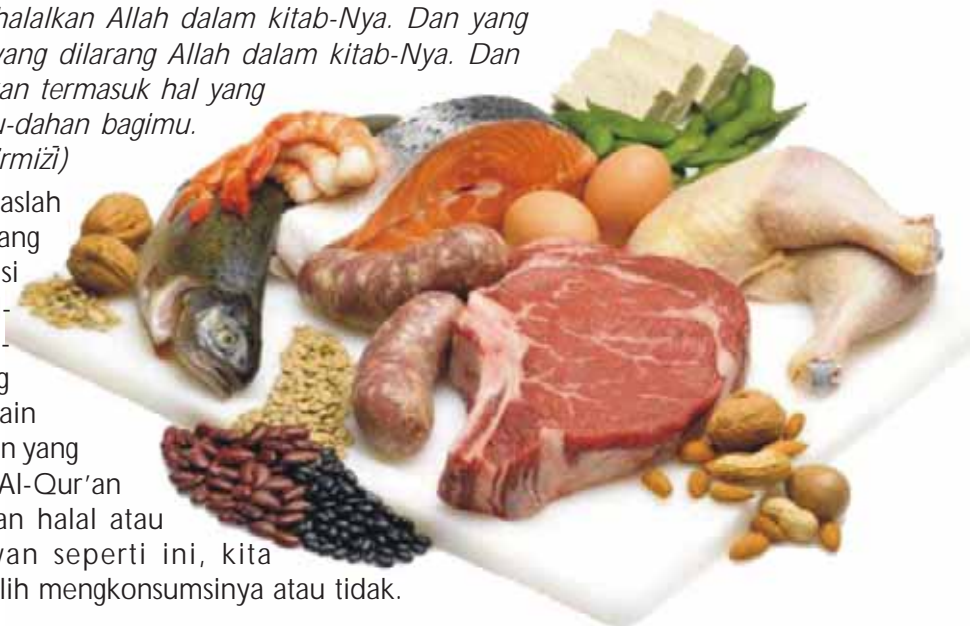 halalkan Allah dalam kitab-Nya. Dan yang
yang dilarang Allah dalam kitab-Nya. Dan
an termasuk hal yang
u-dahan bagimu.
rmizī)
aslah
ang
si
-
-
g
ain
n yang
Al-Qur'an
an halal atau
van seperti ini, kita
lih mengkonsumsinya atau tidak.